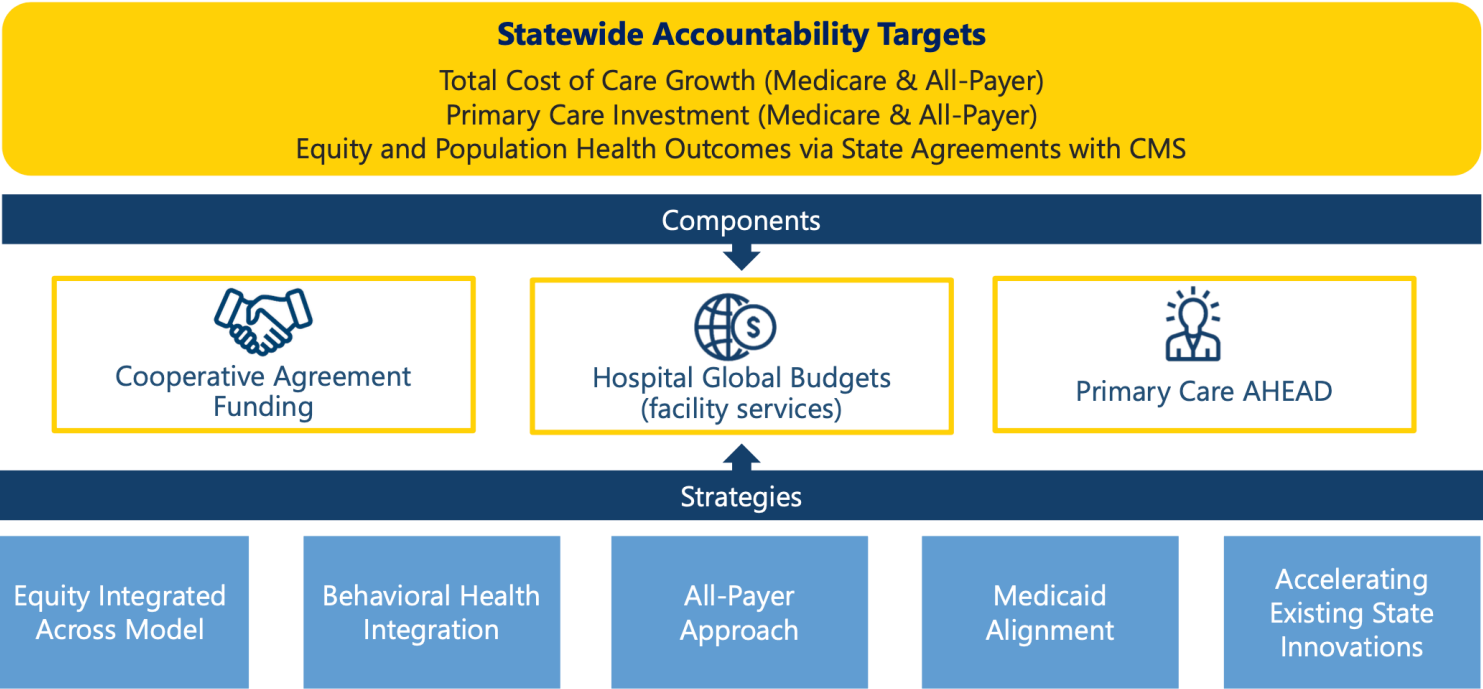 Statewide Accountability Targets
Total Cost of Care Growth (Medicare & All-Payer)
Primary Care Investment (Medicare & All-Payer)
Equity and Population Health Outcomes via State Agreements with CMS
Components
Cooperative Agreement
Funding
$
Hospital Global Budgets
(facility services)
Primary Care AHEAD
Strategies
Equity Integrated
Across Model
Behavioral Health
Integration
All-Payer
Approach
Medicaid
Alignment
Accelerating
Existing State
Innovations